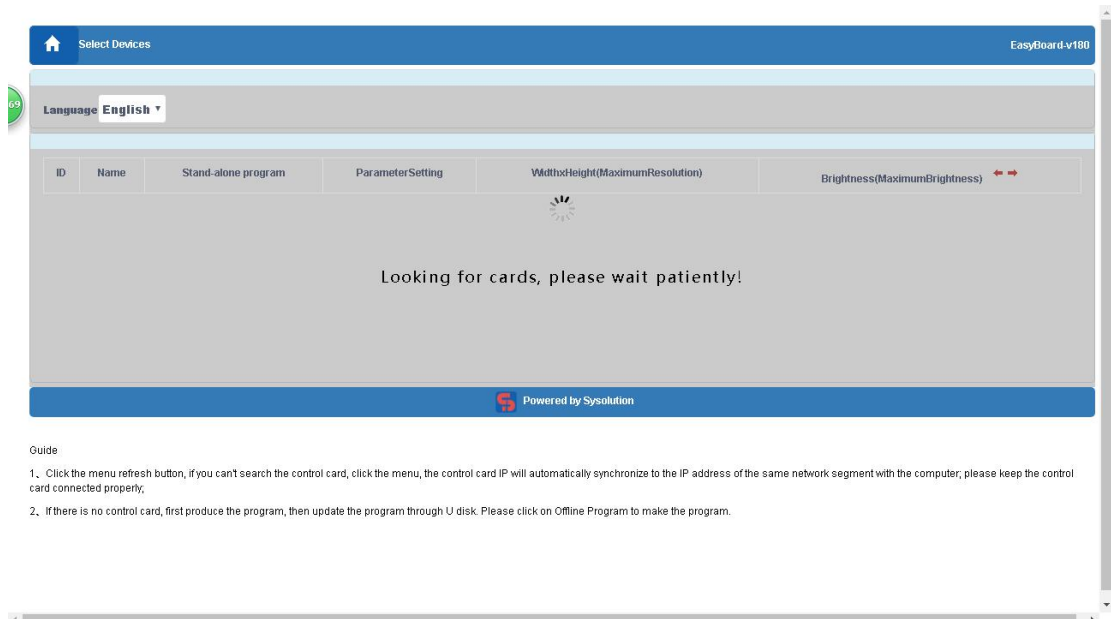 Select Devices
EasyBoard-v180
69
Language English
ID Name Stand-alone program ParameterSetting WidthxHeight(MaximumResolution) Brightness(MaximumBrightness)
Looking for cards, please wait patiently!
Powered by Sysolution
Guide
1、Click the menu refresh button, if you can't search the control card, click the menu, the control card IP will automatically synchronize to the IP address of the same network segment with the computer; please keep the control
card connected properly;
2、If there is no control card, first produce the program, then update the program through U disk. Please click on Offline Program to make the program.